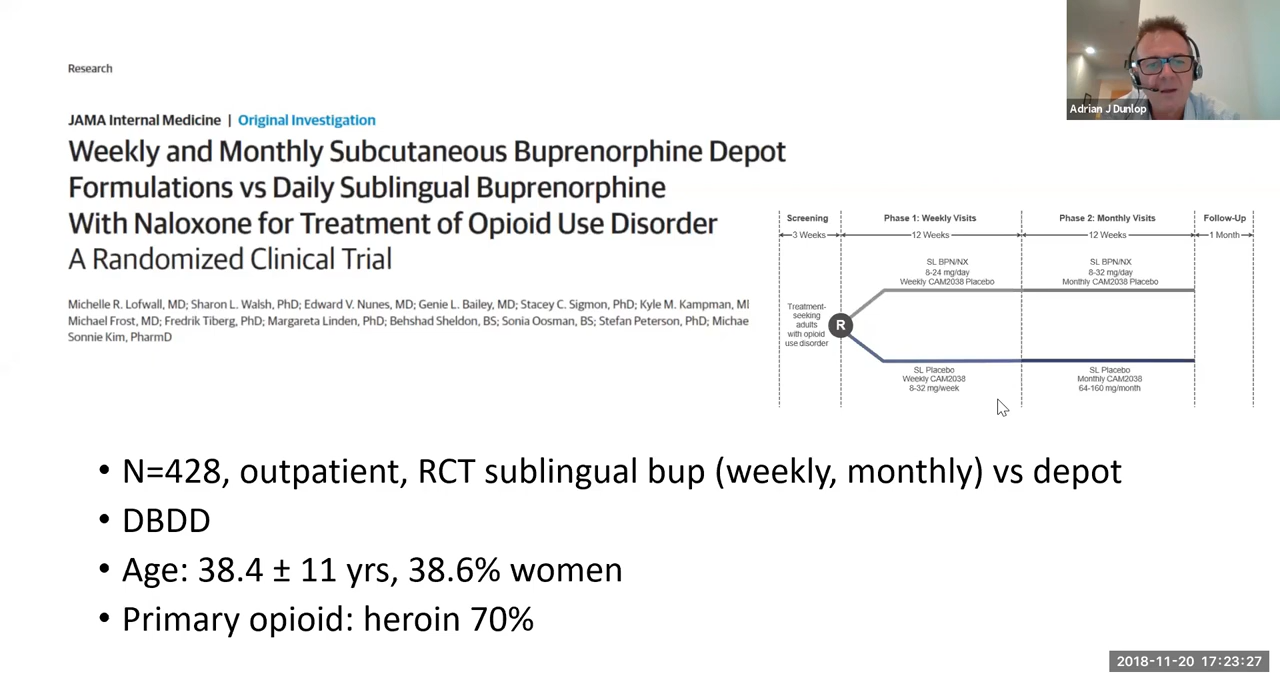 Research
JAMA Internal Medicine | Original Investigation
Weekly and Monthly Subcutaneous Buprenorphine Depot
Formulations vs Daily Sublingual Buprenorphine
With Naloxone for Treatment of Opioid Use Disorder
A Randomized Clinical Trial
Michelle R. Lofwall, MD; Sharon L. Walsh, PhD; Edward V. Nunes, MD; Genie L. Bailey, MD; Stacey C. Sigmon, PhD; Kyle M. Kampman, MI
Michael Frost, MD; Fredrik Tiberg, PhD; Margareta Linden, PhD; Behshad Sheldon, BS; Sonia Oosman, BS; Stefan Peterson, PhD; Michae
Sonnie Kim, PharmD
Adrian J Dunlop
Screening
3 Weeks
Phase 1: Weekly Visits
12 Weeks
Phase 2: Monthly Visits
12 Weeks
Follow-Up
1 Month
SL BPN/NX
8-24 mg/day
Weekly CAM2038 Placebo
SL BPN/NX
8-32 mg/day
Monthly CAM2038 Placebo
Treatment-
seeking
adults
with opioid
use disorder
R
SL Placebo
Weekly CAM2038
8-32 mg/week
SL Placebo
Monthly CAM2038
64-160 mg/month
• N=428, outpatient, RCT sublingual bup (weekly, monthly) vs depot
• DBDD
• Age: 38.4 ± 11 yrs, 38.6% women
• Primary opioid: heroin 70%
2018-11-20 17:23:27